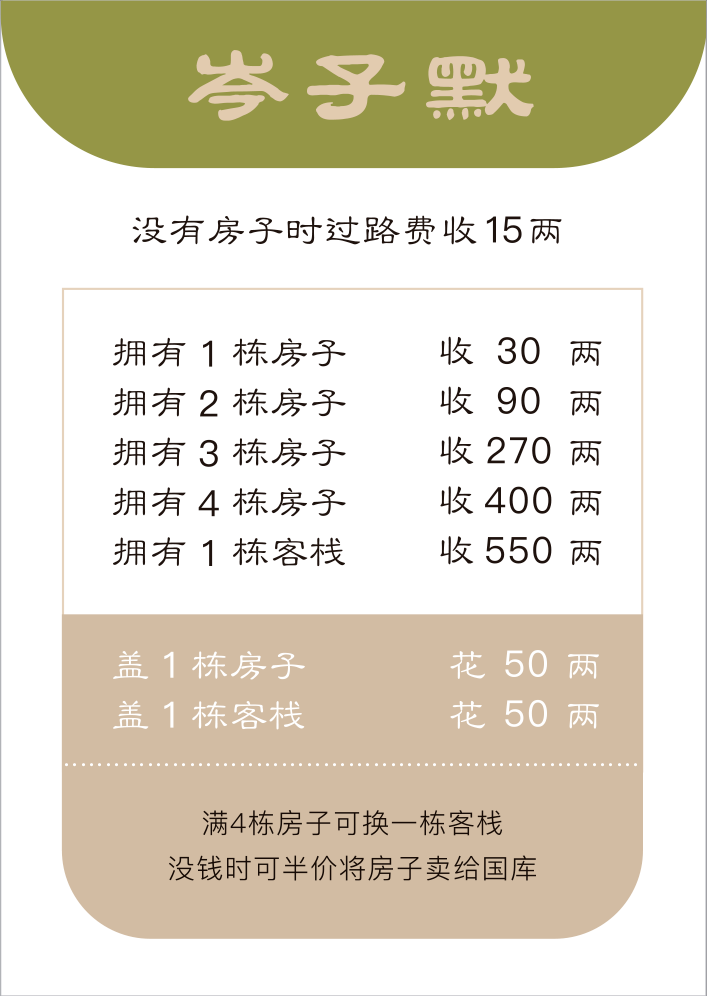 岑子默
没有房子时过路费收15两
拥有 1 栋房子 收 30 两
拥有 2 栋房子 收 90 两
拥有 3 栋房子 收 270 两
拥有 4 栋房子 收 400 两
拥有 1 栋客栈 收 550 两
盖 1 栋房子 花 50 两
盖 1 栋客栈 花 50 两
满4栋房子可换一栋客栈
没钱时可半价将房子卖给国库